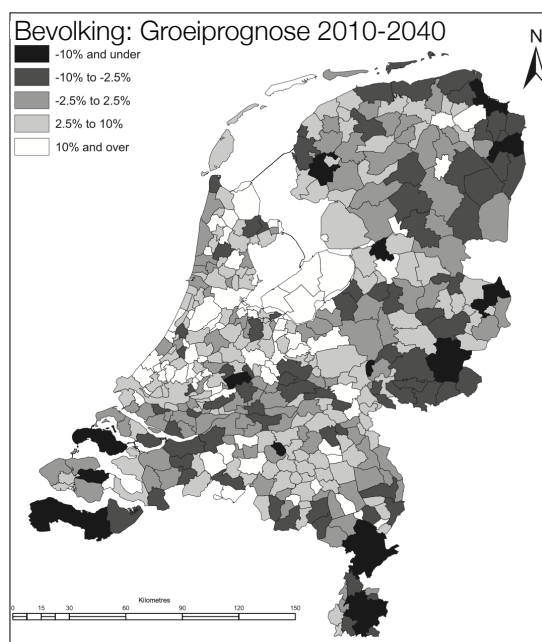 Bevolking: Groeiprognose 2010-2040
N
-10% and under
-10% to -2.5%
-2.5% to 2.5%
2.5% to 10%
10% and over
Kilometres
0 15 30 60 90 120 150